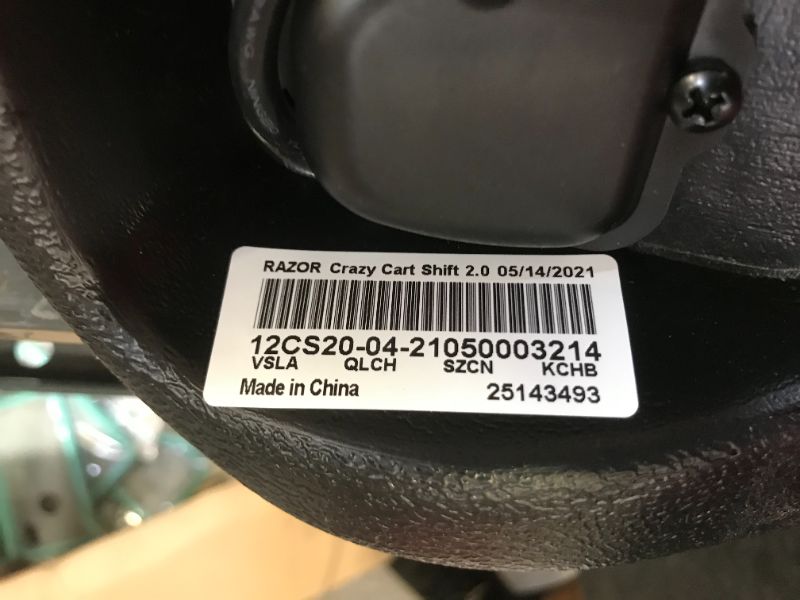 RAZOR Crazy Cart Shift 2.0 05/14/2021
12CS20-04-21050003214
VSLA QLCH SZCN KCHB
Made in China 25143493